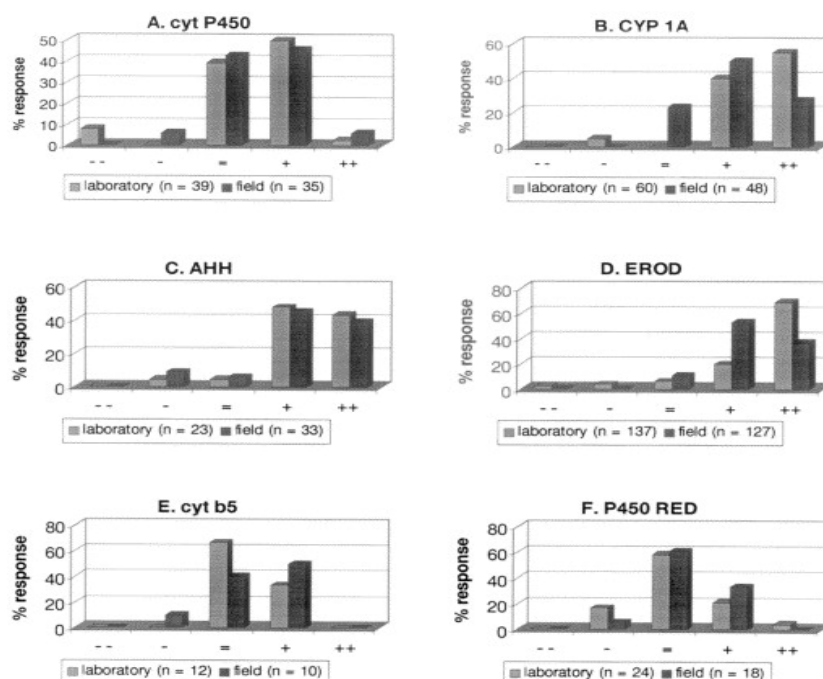 A. cyt P450
% response
50
40
30
20
10
0
-- - = + ++
laboratory (n = 39) field (n = 35)
B. CYP 1A
% response
60
40
20
0
-- - = + ++
laboratory (n = 60) field (n = 48)
C. AHH
% response
60
40
20
0
-- - = + ++
laboratory (n = 23) field (n = 33)
D. EROD
% response
80
60
40
20
0
-- - = + ++
laboratory (n = 137) field (n = 127)
E. cyt b5
% response
80
60
40
20
0
-- - = + ++
laboratory (n = 12) field (n = 10)
F. P450 RED
% response
80
60
40
20
0
-- - = + ++
laboratory (n = 24) field (n = 18)